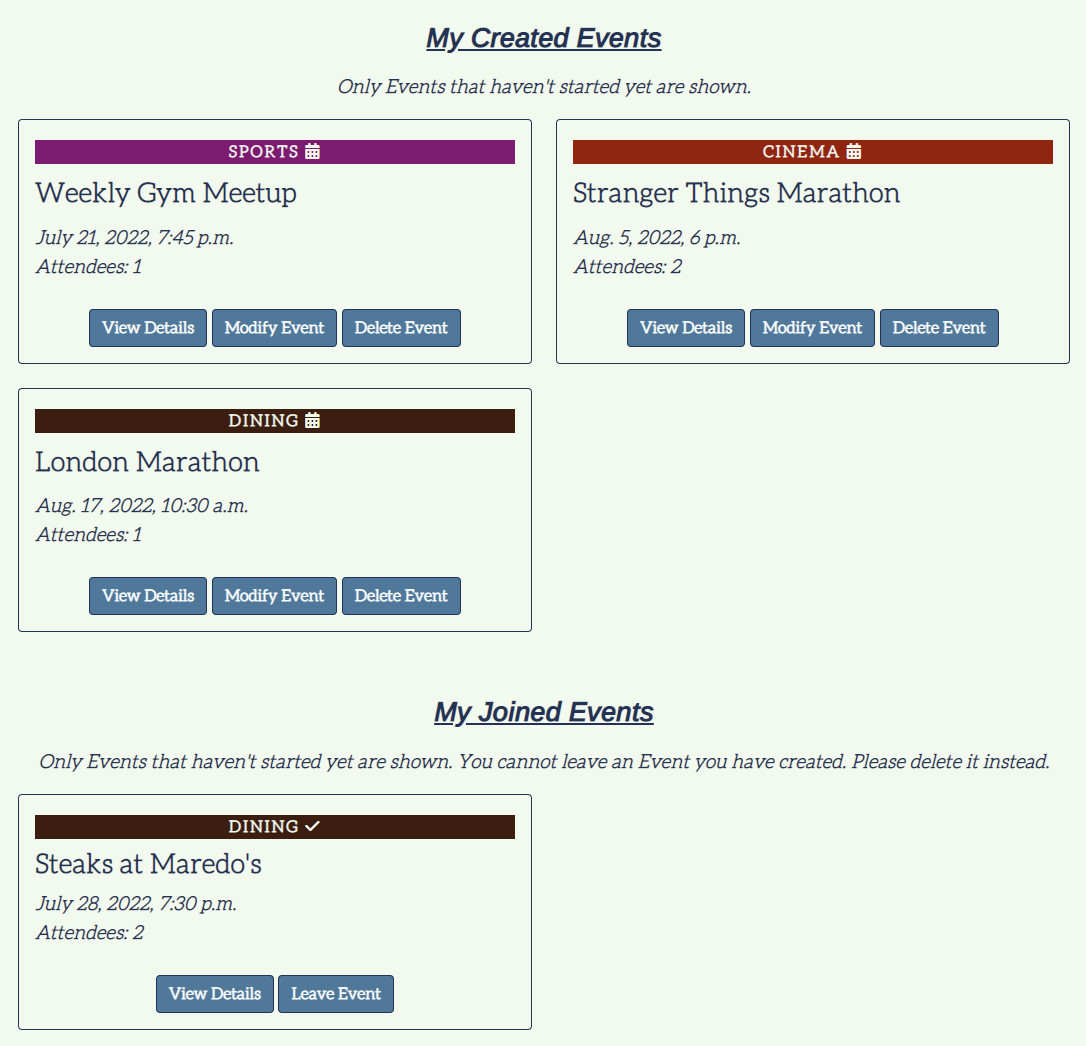 My Created Events
Only Events that haven't started yet are shown.
SPORTS
Weekly Gym Meetup
July 21, 2022, 7:45 p.m.
Attendees: 1
View Details Modify Event Delete Event
CINEMA
Stranger Things Marathon
Aug. 5, 2022, 6 p.m.
Attendees: 2
View Details Modify Event Delete Event
DINING
London Marathon
Aug. 17, 2022, 10:30 a.m.
Attendees: 1
View Details Modify Event Delete Event
My Joined Events
Only Events that haven't started yet are shown. You cannot leave an Event you have created. Please delete it instead.
DINING
Steaks at Maredo's
July 28, 2022, 7:30 p.m.
Attendees: 2
View Details Leave Event